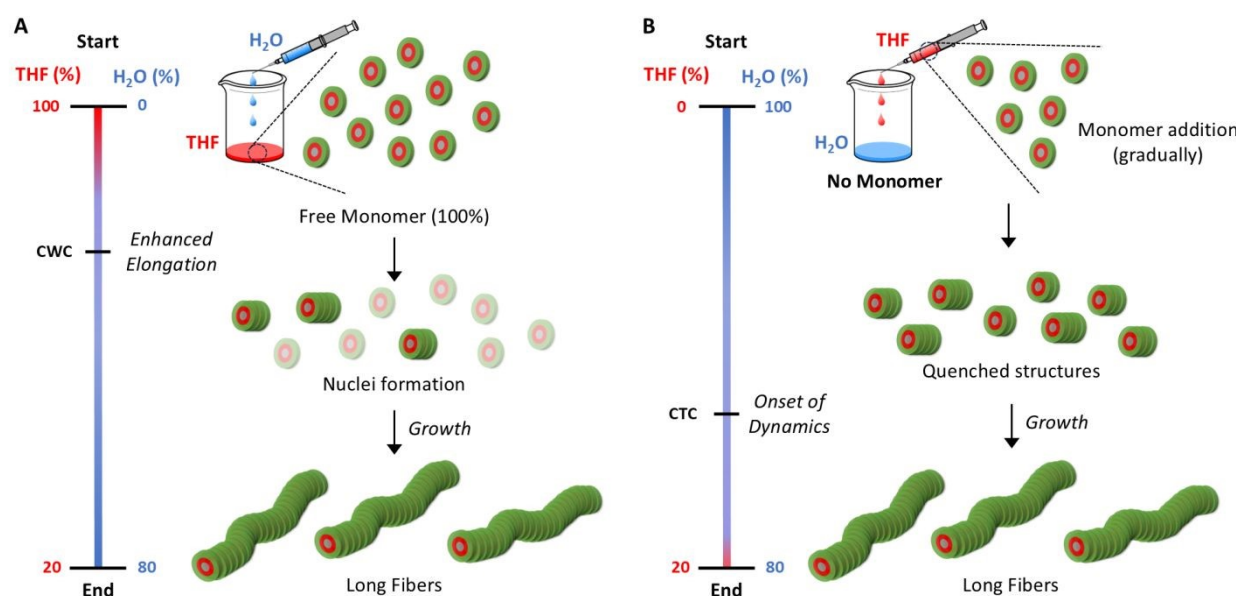 A
Start
THF (%)
H₂O (%)
100
0
H₂O
THF
Free Monomer (100%)
CWC
Enhanced
Elongation
Nuclei formation
Growth
20
80
End
Long Fibers
B
Start
THF (%)
H₂O (%)
0
100
THF
H₂O
No Monomer
Monomer addition
(gradually)
Quenched structures
CTC
Onset of
Dynamics
Growth
20
80
End
Long Fibers